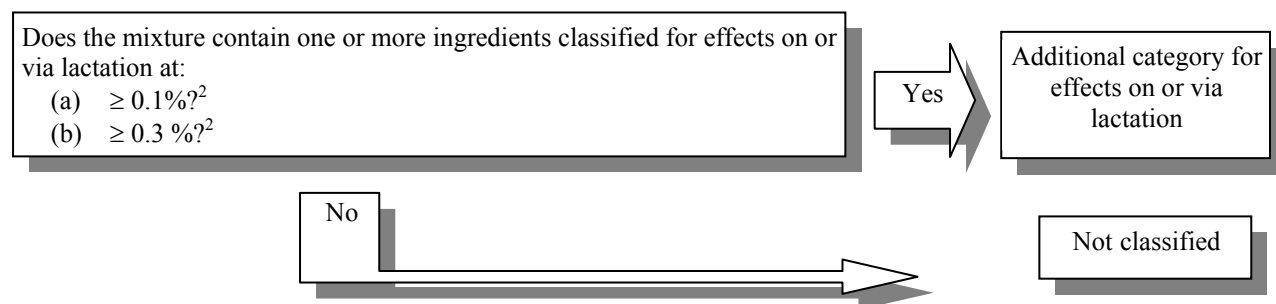 Does the mixture contain one or more ingredients classified for effects on or
via lactation at:
(a) ≥ 0.1%?²
(b) ≥ 0.3 %?²
Yes
Additional category for
effects on or via
lactation
No
Not classified